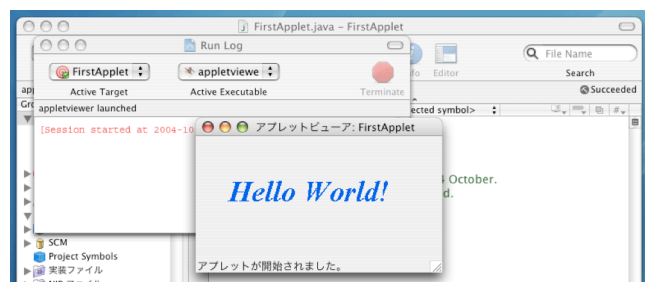 FirstApplet.java – FirstApplet
Run Log
File Name
Editor
Search
FirstApplet
appletviewe
Active Target
Active Executable
Terminate
Succeeded
appletviewer launched
ected symbol>
#
[Session started at 2004-10
アプレットビューア: FirstApplet
October.
d.
Hello World!
SCM
Project Symbols
実装ファイル
アプレットが開始されました。